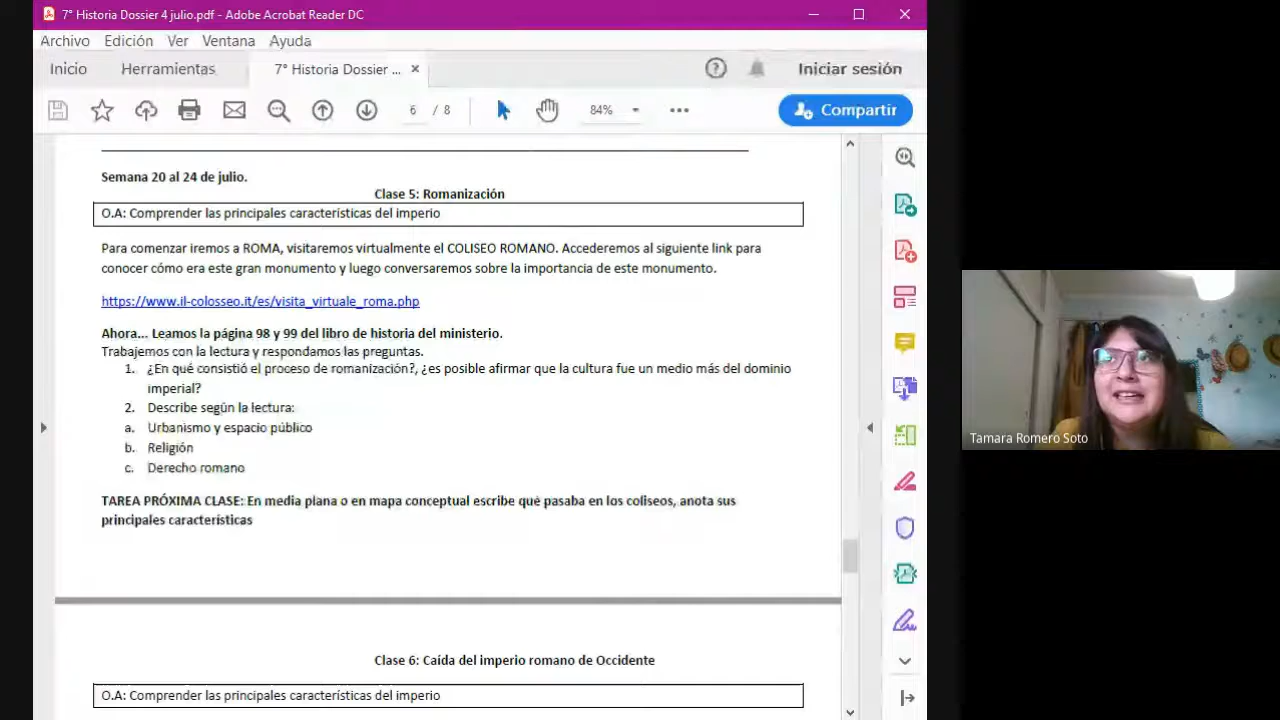 7° Historia Dossier 4 julio.pdf - Adobe Acrobat Reader DC
Archivo Edición Ver Ventana Ayuda
Inicio Herramientas 7° Historia Dossier ... × Iniciar sesión
6 / 8 84% Compartir
Semana 20 al 24 de julio.
Clase 5: Romanización
O.A: Comprender las principales características del imperio
Para comenzar iremos a ROMA, visitaremos virtualmente el COLISEO ROMANO. Accederemos al siguiente link para
conocer cómo era este gran monumento y luego conversaremos sobre la importancia de este monumento.
https://www.il-colosseo.it/es/visita_virtuale_roma.php
Ahora... Leamos la página 98 y 99 del libro de historia del ministerio.
Trabajemos con la lectura y respondamos las preguntas.
1. ¿En qué consistió el proceso de romanización?, ¿es posible afirmar que la cultura fue un medio más del dominio
imperial?
2. Describe según la lectura:
a. Urbanismo y espacio público
b. Religión
c. Derecho romano
TAREA PRÓXIMA CLASE: En media plana o en mapa conceptual escribe qué pasaba en los coliseos, anota sus
principales características
Clase 6: Caída del imperio romano de Occidente
O.A: Comprender las principales características del imperio
Tamara Romero Soto